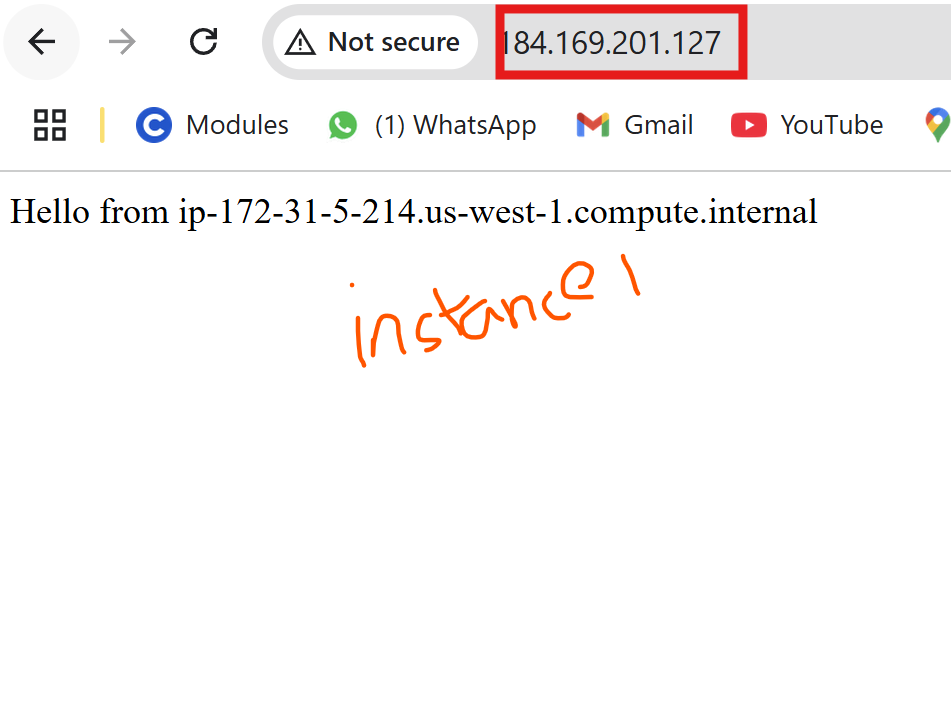 Not secure 184.169.201.127
Modules (1) WhatsApp Gmail YouTube
Hello from ip-172-31-5-214.us-west-1.compute.internal
instance 1